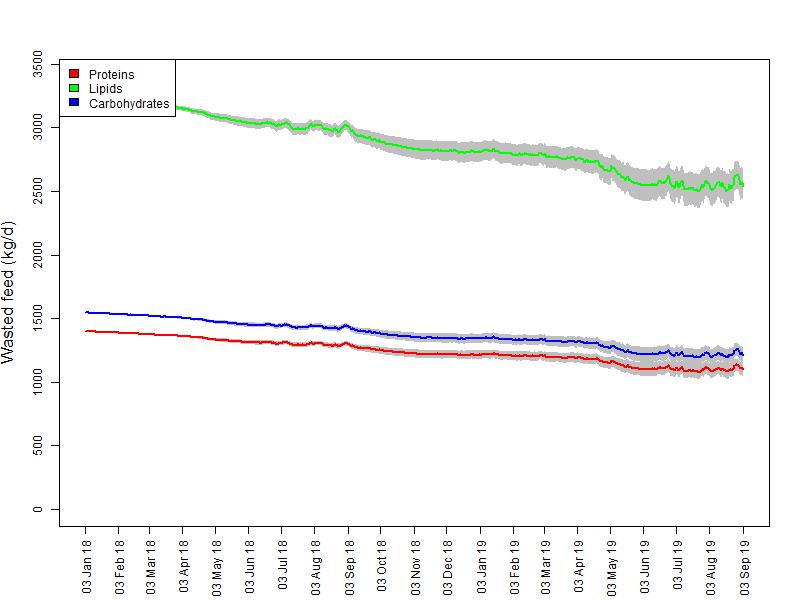 Proteins
Lipids
Carbohydrates
Wasted feed (kg/d)
3500
3000
2500
2000
1500
1000
500
0
03 Jan 18
03 Feb 18
03 Mar 18
03 Apr 18
03 May 18
03 Jun 18
03 Jul 18
03 Aug 18
03 Sep 18
03 Oct 18
03 Nov 18
03 Dec 18
03 Jan 19
03 Feb 19
03 Mar 19
03 Apr 19
03 May 19
03 Jun 19
03 Jul 19
03 Aug 19
03 Sep 19